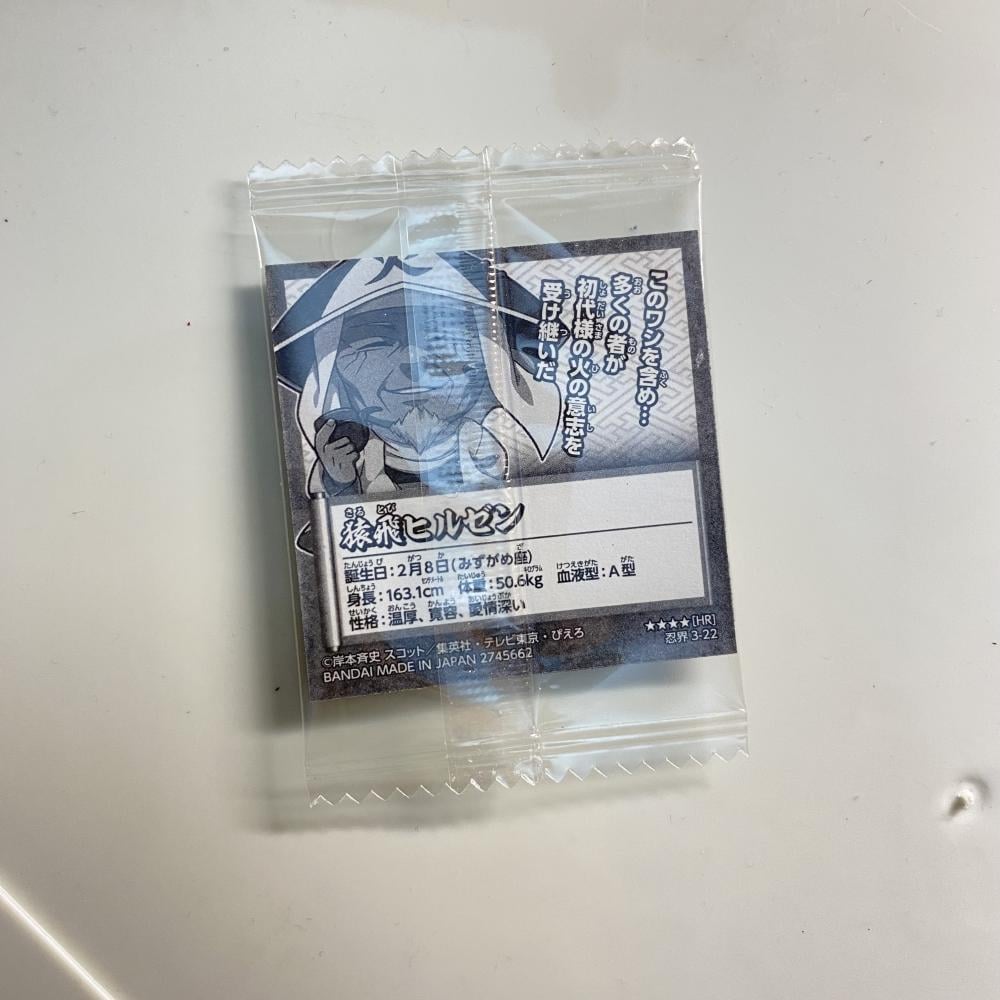 このワシを含め…
多くの者が
初代様の火の意志を
受け継いだ
猿飛ヒルゼン
誕生日:2月8日(みずがめ座)
身長:163.1cm 体重:50.6kg 血液型:A型
性格:温厚、寛容、愛情深い
★★★★[HR]
忍界 3-22
©岸本斉史 スコット/集英社・テレビ東京・ぴえろ
BANDAI MADE IN JAPAN 2745662